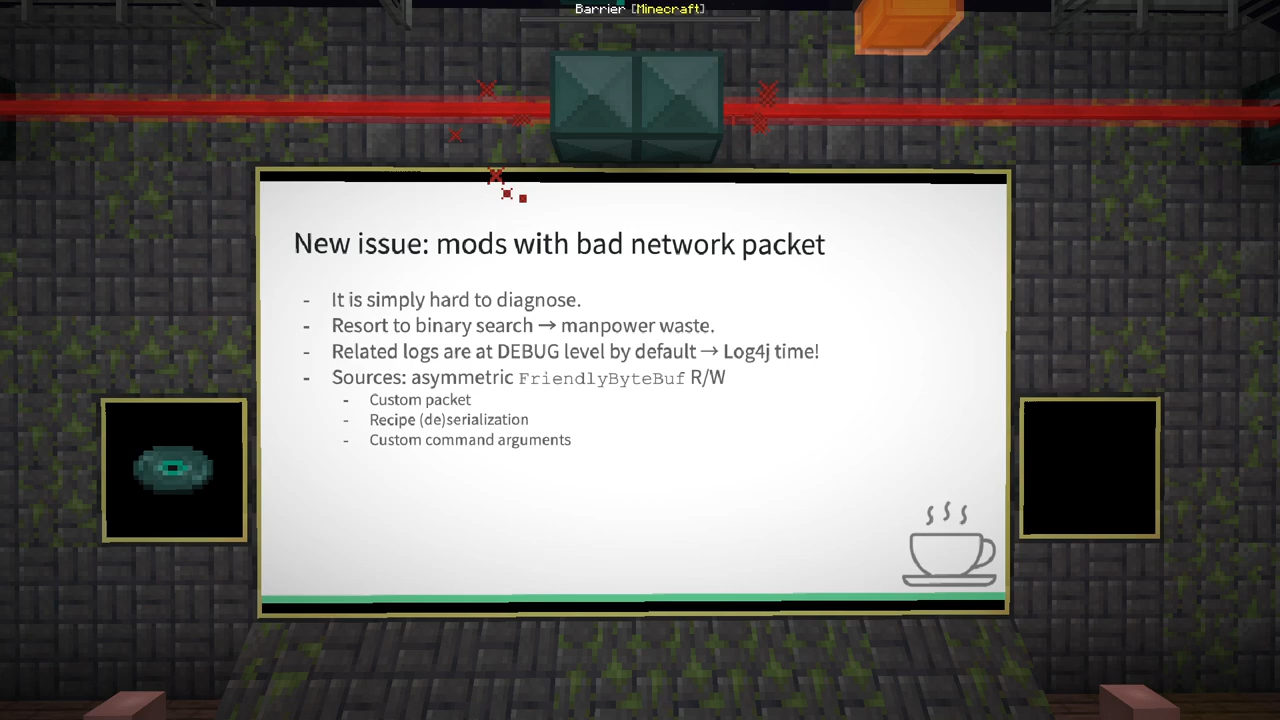 Barrier [Minecraft]
New issue: mods with bad network packet
- It is simply hard to diagnose.
- Resort to binary search → manpower waste.
- Related logs are at DEBUG level by default → Log4j time!
- Sources: asymmetric FriendlyByteBuf R/W
- Custom packet
- Recipe (de)serialization
- Custom command arguments